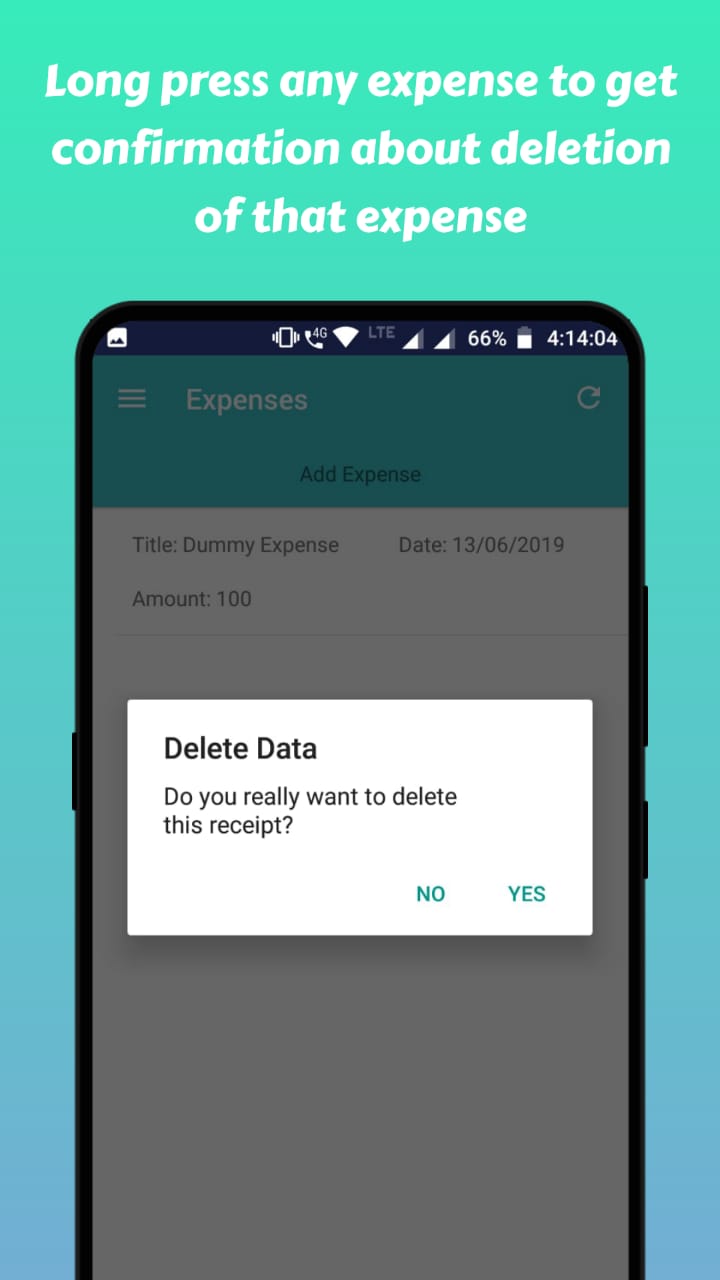 Long press any expense to get
confirmation about deletion
of that expense
4G LTE 66% 4:14:04
Expenses
Add Expense
Title: Dummy Expense Date: 13/06/2019
Amount: 100
Delete Data
Do you really want to delete
this receipt?
NO YES